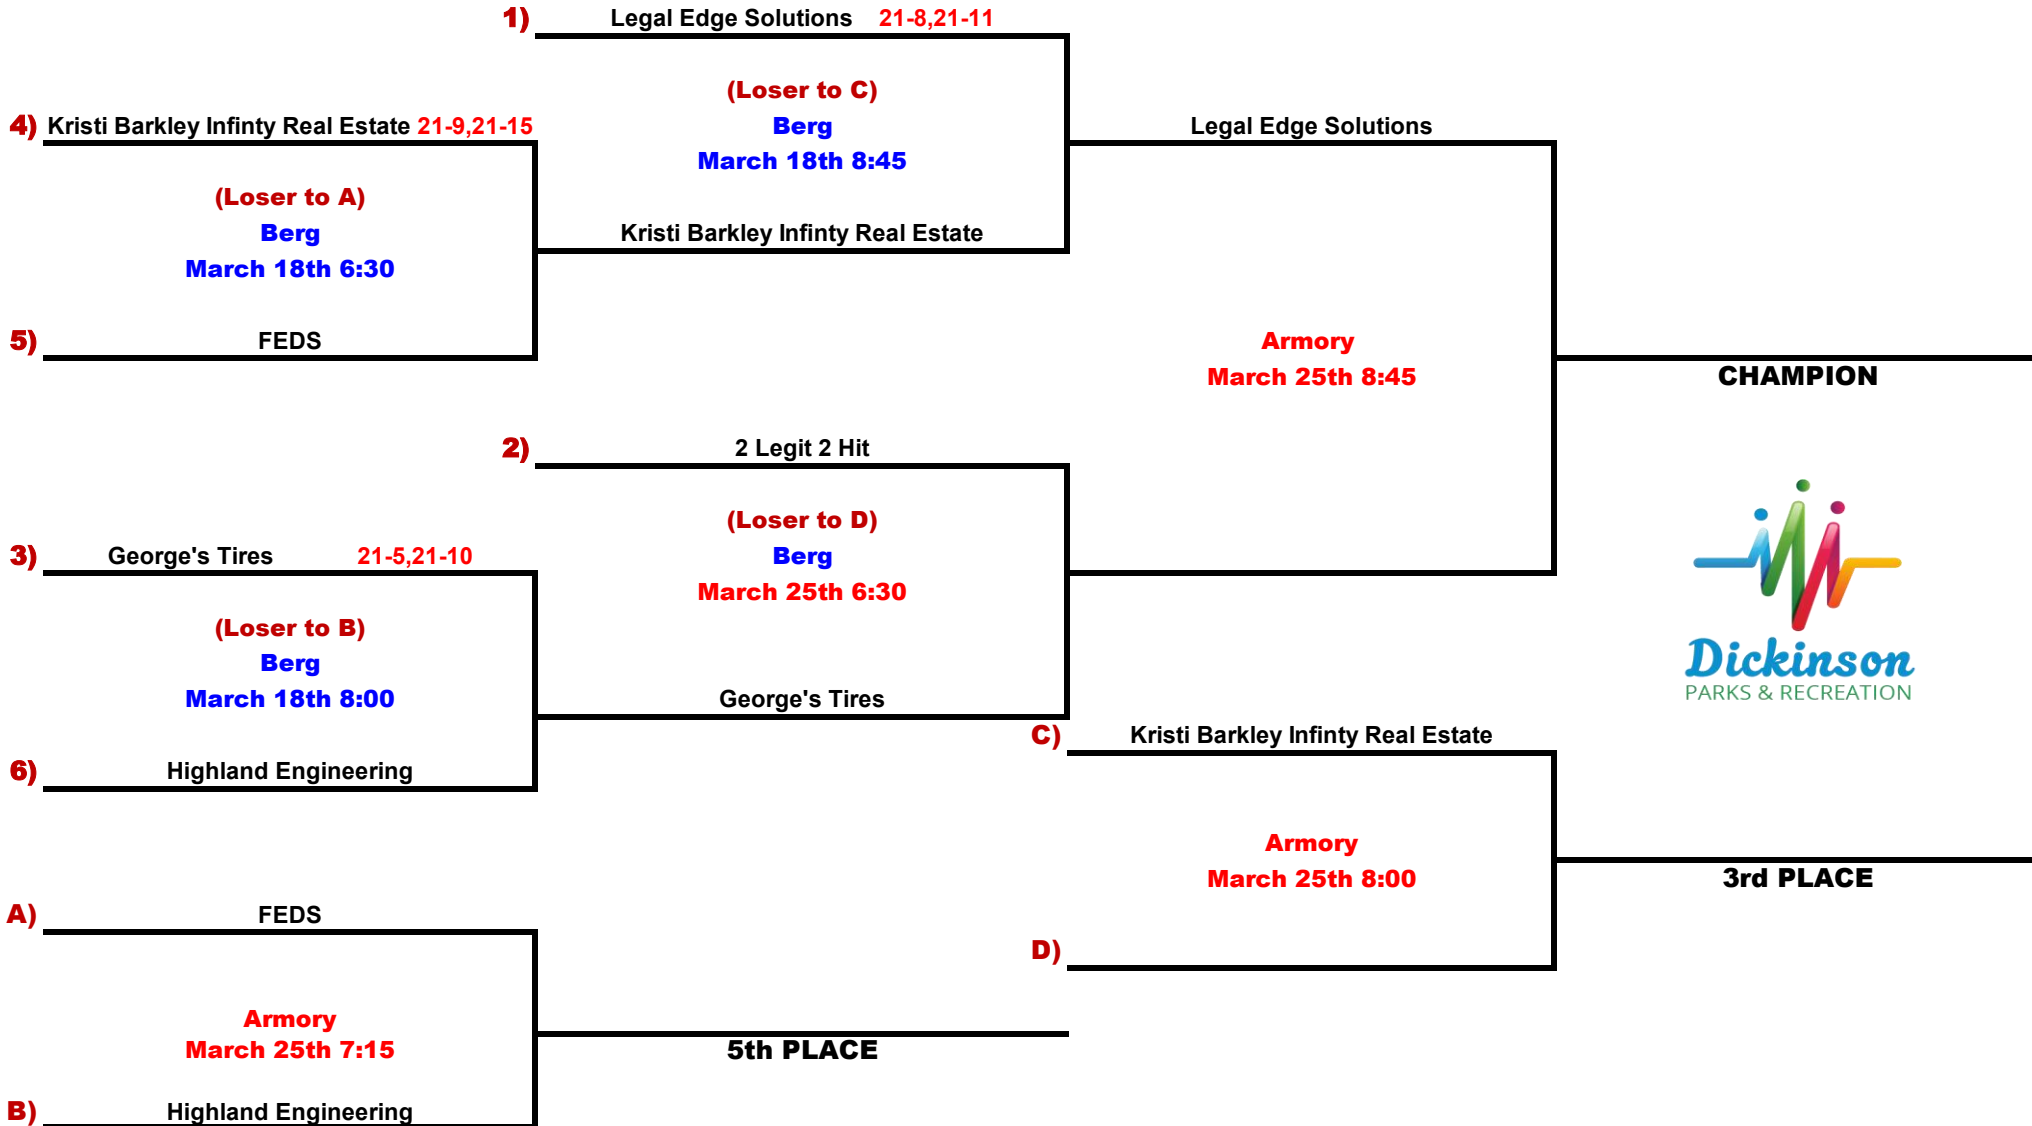 1) Legal Edge Solutions 21-8,21-11
(Loser to C)
Berg
March 18th 8:45
4) Kristi Barkley Infinty Real Estate 21-9,21-15
Legal Edge Solutions
(Loser to A)
Berg
March 18th 6:30
Kristi Barkley Infinty Real Estate
5) FEDS
Armory
March 25th 8:45
CHAMPION
2) 2 Legit 2 Hit
(Loser to D)
Berg
March 25th 6:30
3) George's Tires 21-5,21-10
(Loser to B)
Berg
March 18th 8:00
George's Tires
Dickinson
PARKS & RECREATION
6) Highland Engineering
C) Kristi Barkley Infinty Real Estate
Armory
March 25th 8:00
3rd PLACE
D)
A) FEDS
Armory
March 25th 7:15
5th PLACE
B) Highland Engineering